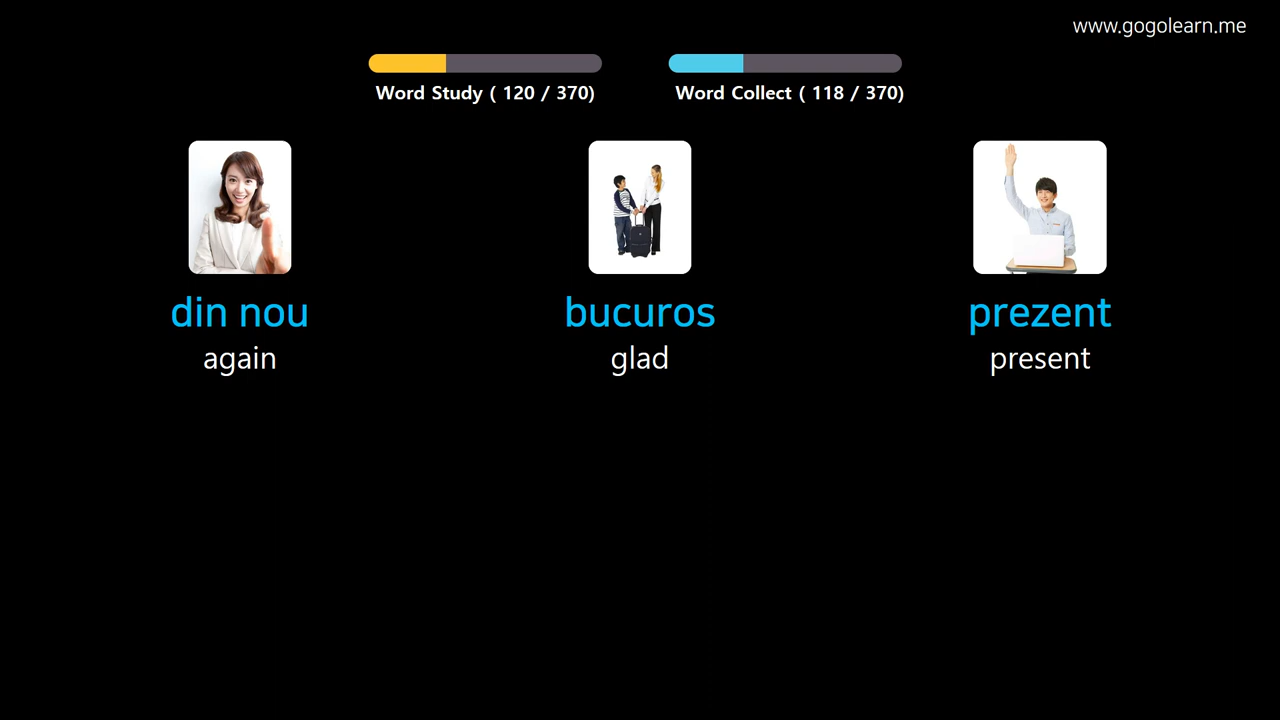 www.gogolearn.me
Word Study ( 120 / 370)
Word Collect ( 118 / 370)
din nou
again
bucuros
glad
prezent
present